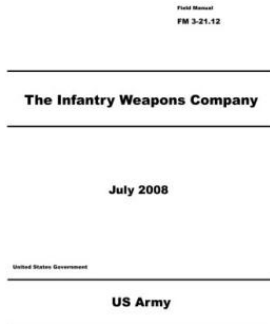 Field Manual
FM 3-21.12
The Infantry Weapons Company
July 2008
United States Government
US Army